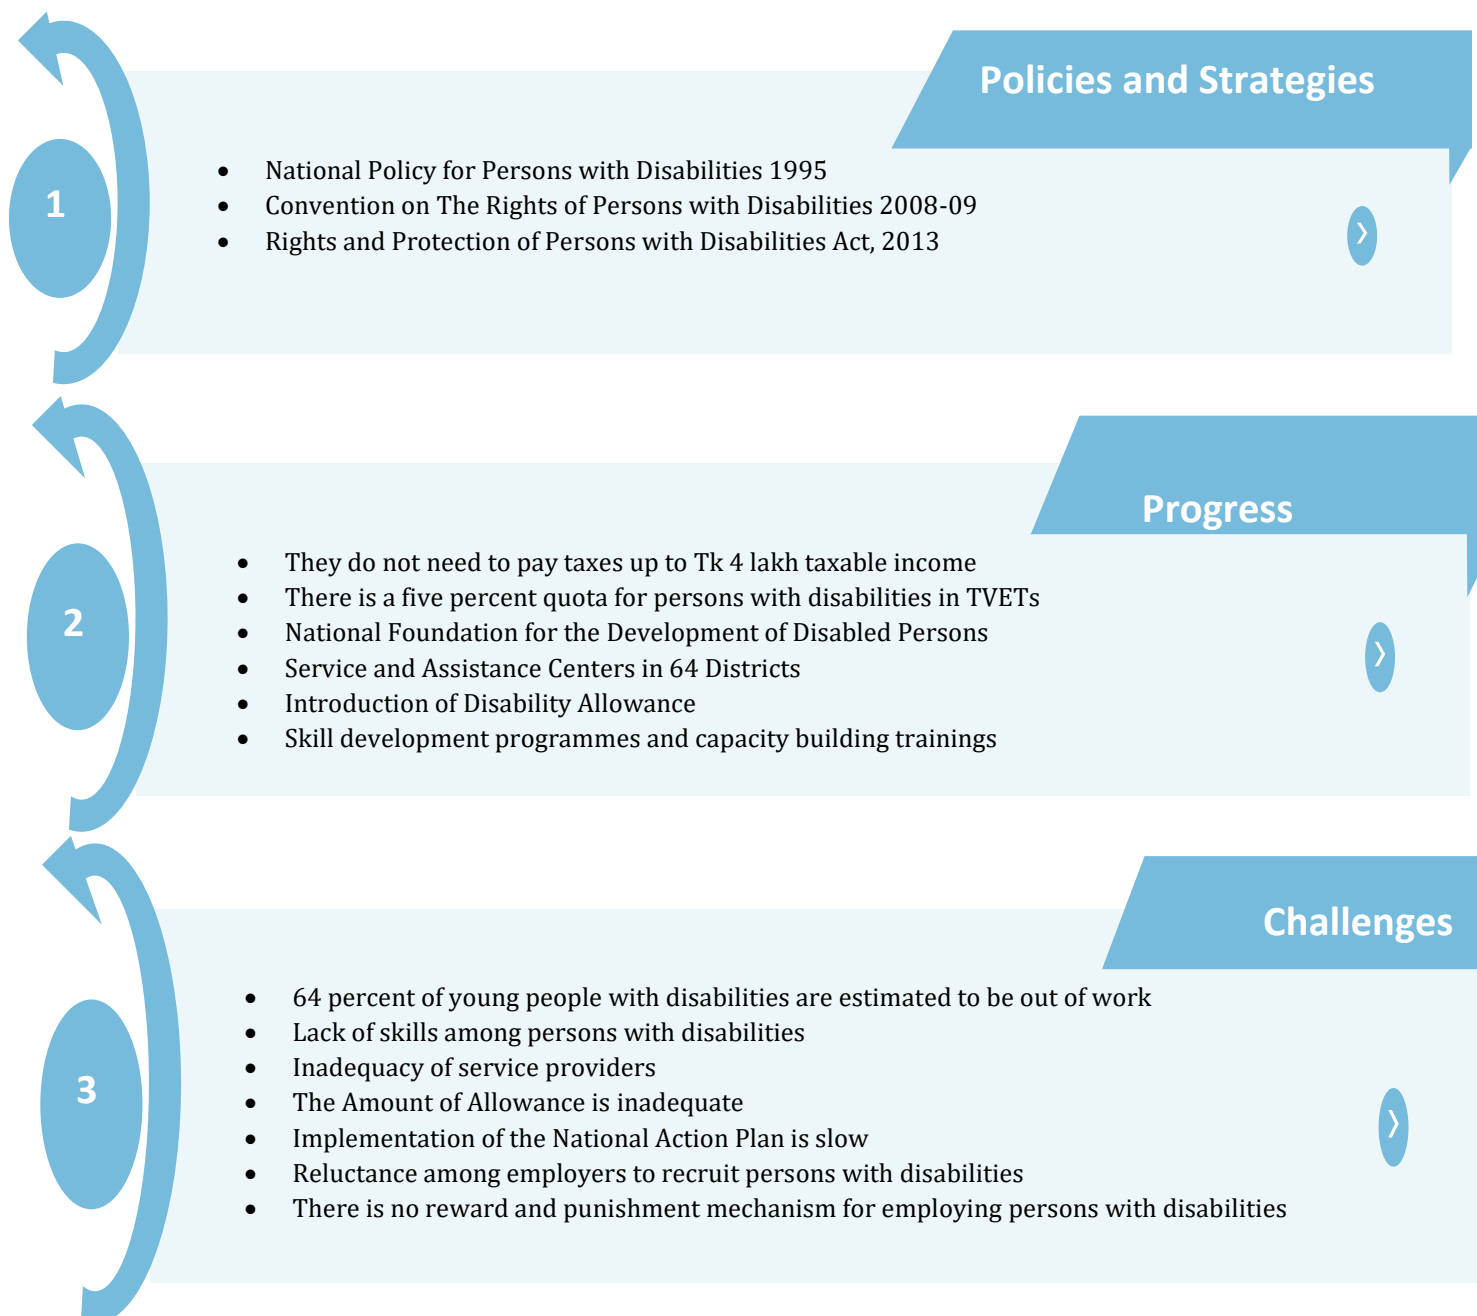 Policies and Strategies
1
• National Policy for Persons with Disabilities 1995
• Convention on The Rights of Persons with Disabilities 2008-09
• Rights and Protection of Persons with Disabilities Act, 2013
Progress
2
• They do not need to pay taxes up to Tk 4 lakh taxable income
• There is a five percent quota for persons with disabilities in TVETs
• National Foundation for the Development of Disabled Persons
• Service and Assistance Centers in 64 Districts
• Introduction of Disability Allowance
• Skill development programmes and capacity building trainings
Challenges
3
• 64 percent of young people with disabilities are estimated to be out of work
• Lack of skills among persons with disabilities
• Inadequacy of service providers
• The Amount of Allowance is inadequate
• Implementation of the National Action Plan is slow
• Reluctance among employers to recruit persons with disabilities
• There is no reward and punishment mechanism for employing persons with disabilities